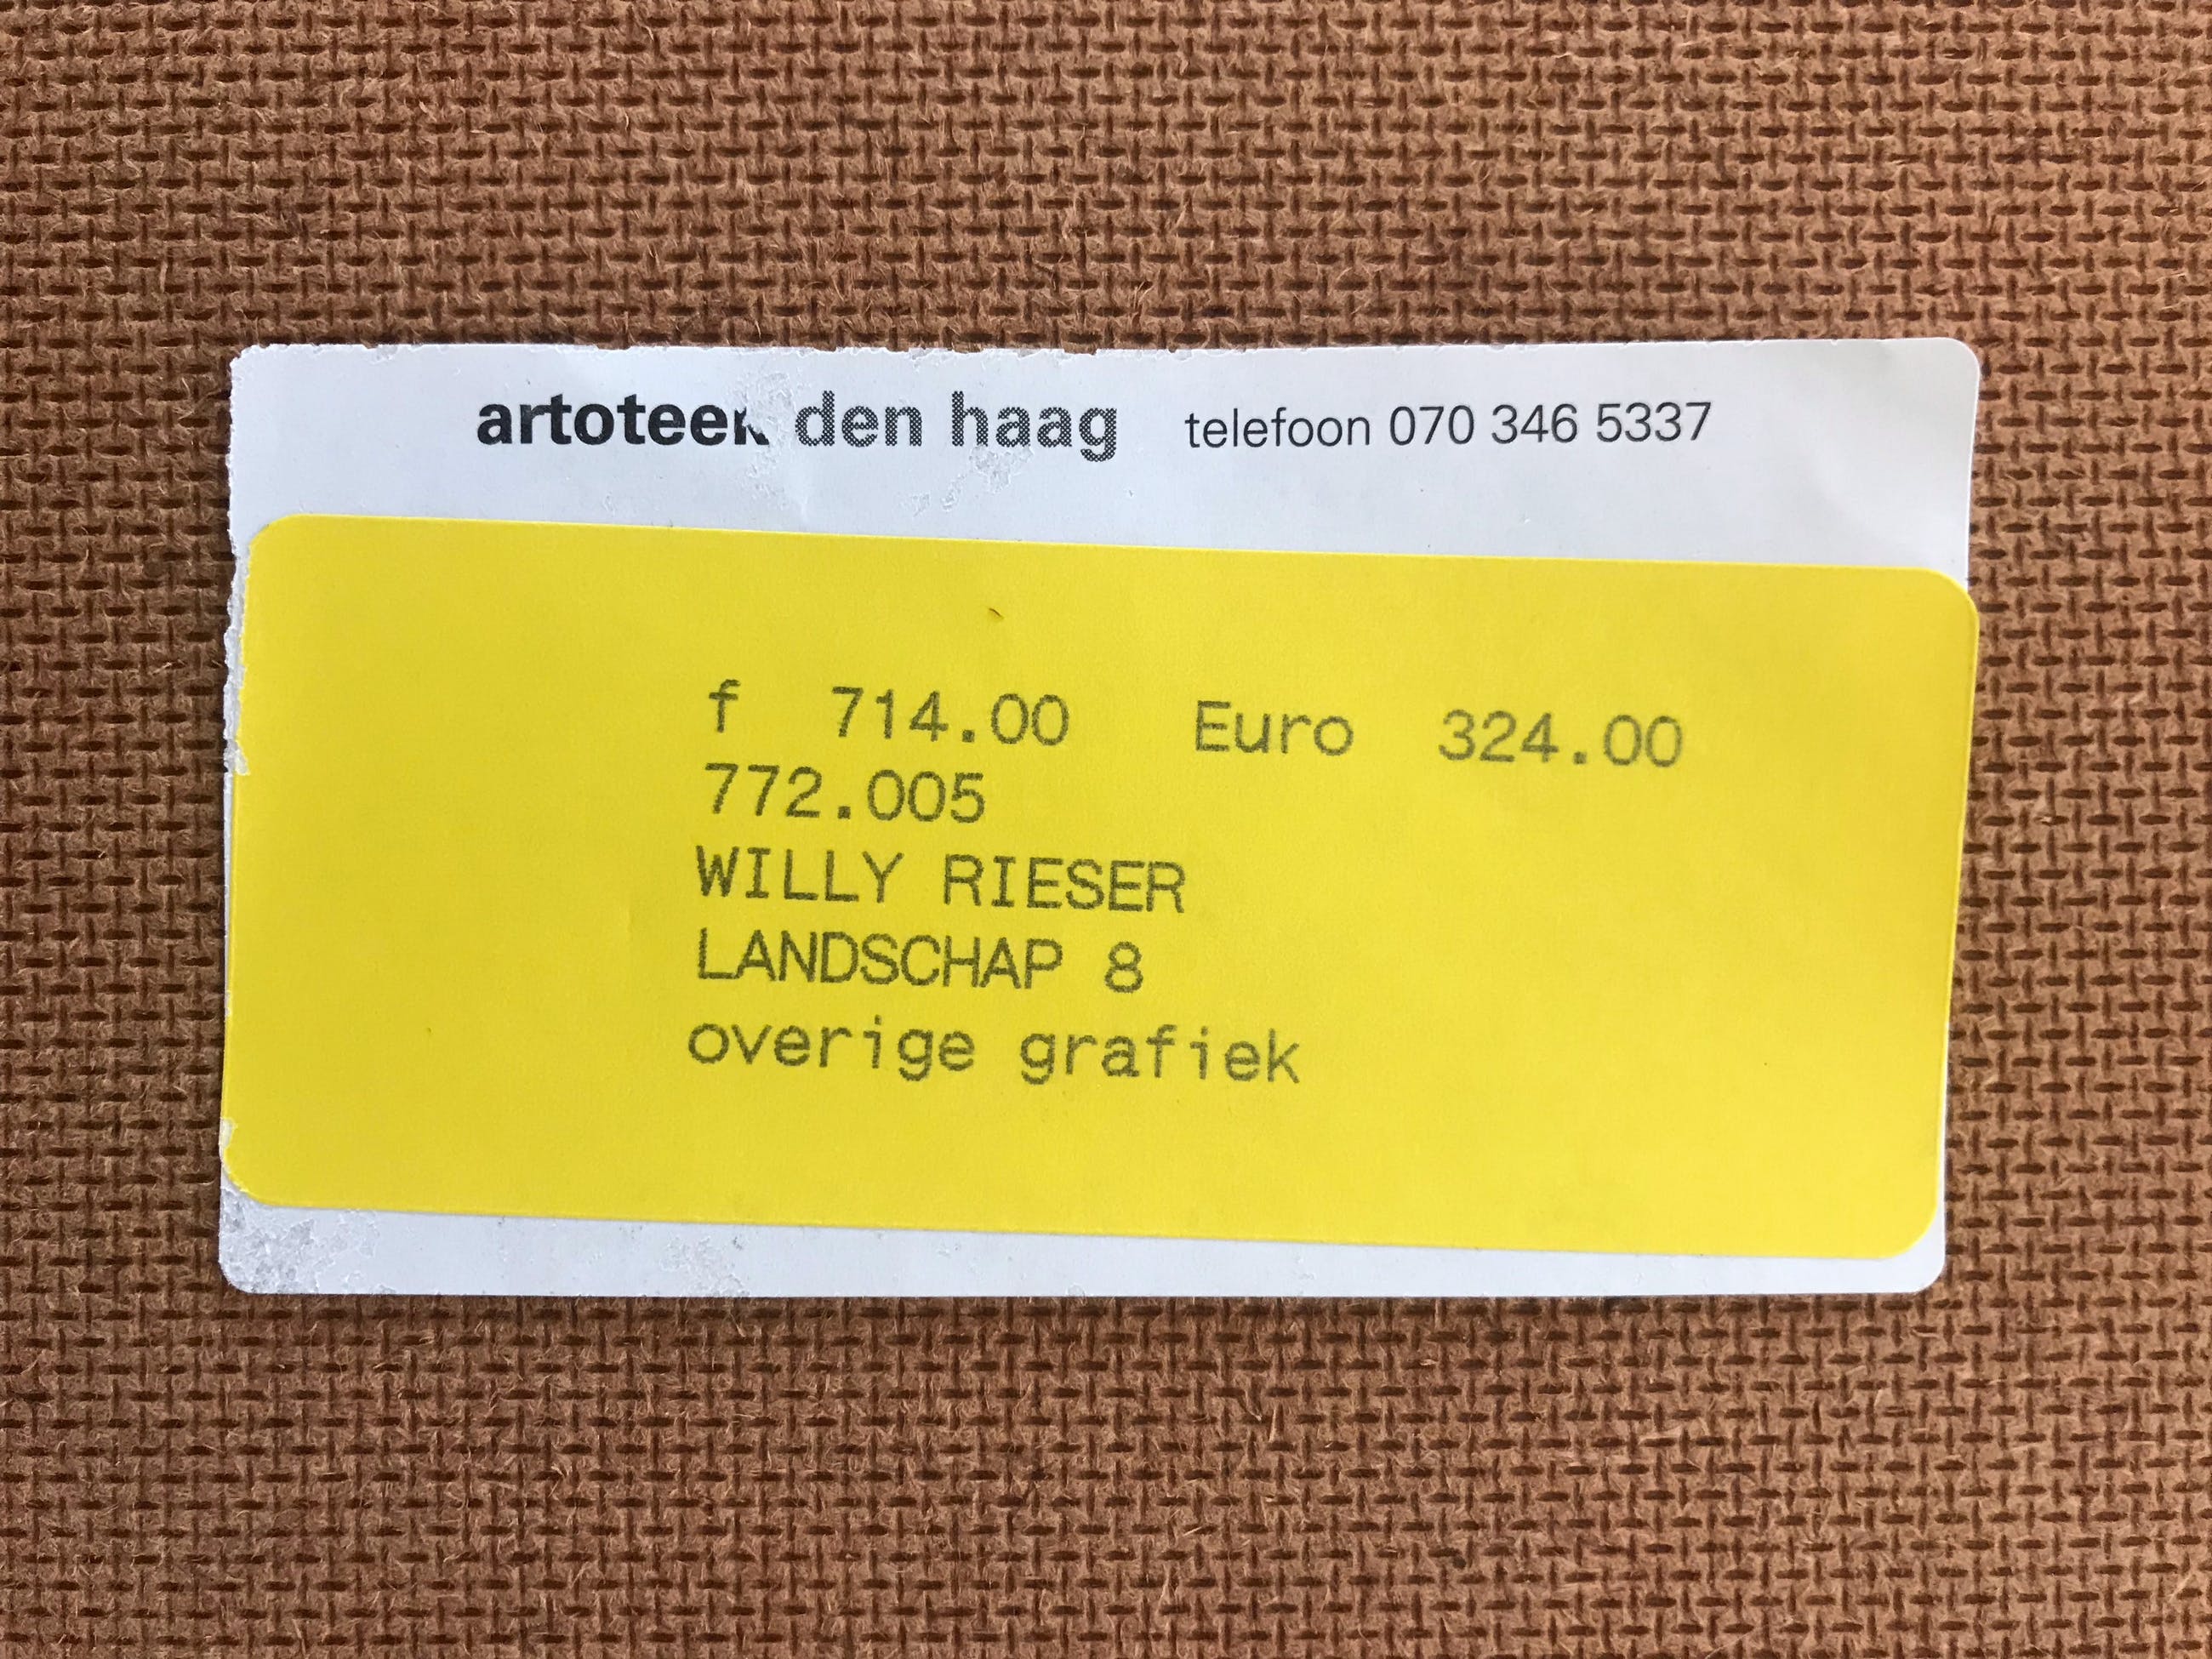 artoteek den haag telefoon 070 346 5337
f 714.00 Euro 324.00
772.005
WILLY RIESER
LANDSCHAP 8
overige grafiek